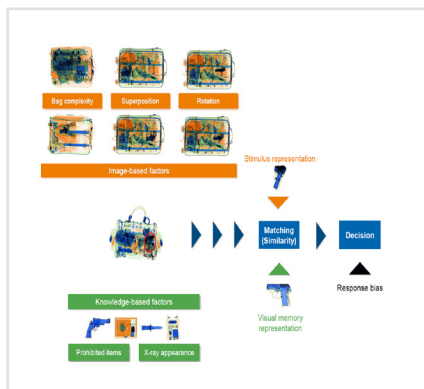 Bag complexity
Superposition
Rotation
Image-based factors
Stimulus representation
Matching
(Similarity)
Decision
Response bias
Knowledge-based factors
Visual memory
representation
Prohibited items
X-ray appearance